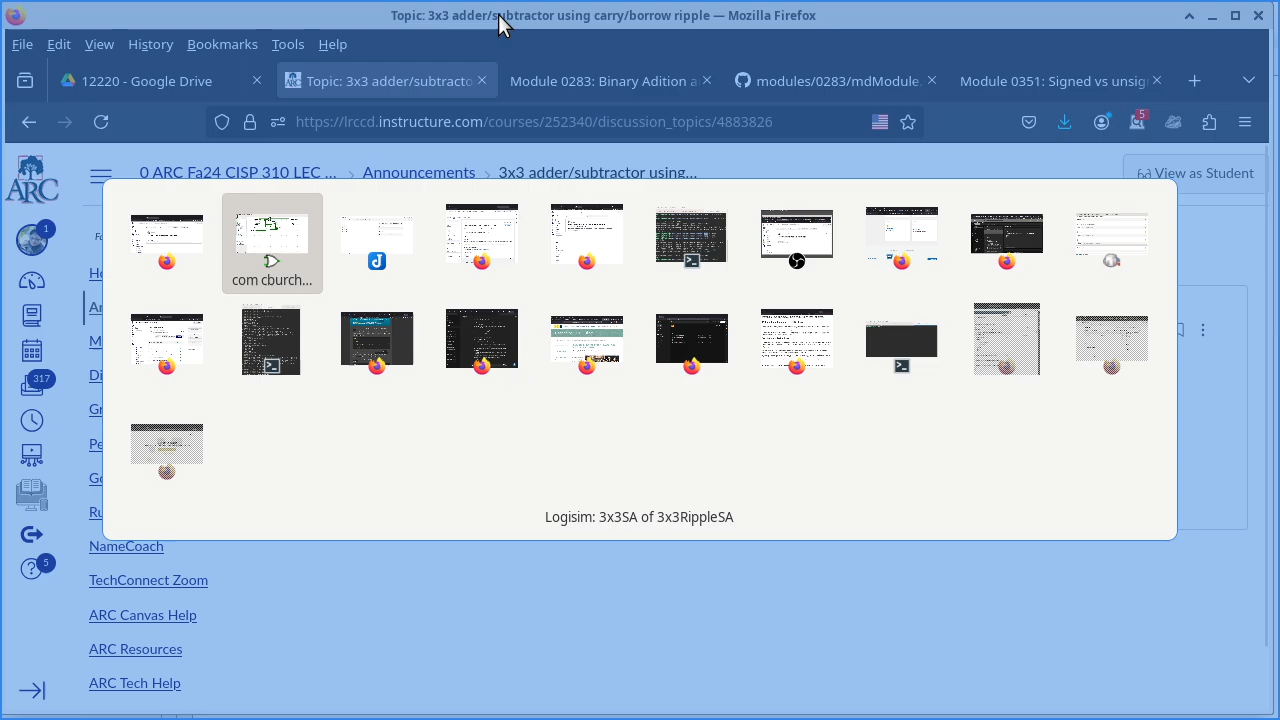 Topic: 3x3 adder/subtractor using carry/borrow ripple — Mozilla Firefox
File Edit View History Bookmarks Tools Help
12220 - Google Drive
Topic: 3x3 adder/subtracto
Module 0283: Binary Adition a
modules/0283/mdModule.
Module 0351: Signed vs unsig
https://lrccd.instructure.com/courses/252340/discussion_topics/4883826
5
ARC
0 ARC Fa24 CISP 310 LEC ... › Announcements › 3x3 adder/subtractor using...
View as Student
1
com cburch...
317
5
Logisim: 3x3SA of 3x3RippleSA
NameCoach
TechConnect Zoom
ARC Canvas Help
ARC Resources
ARC Tech Help